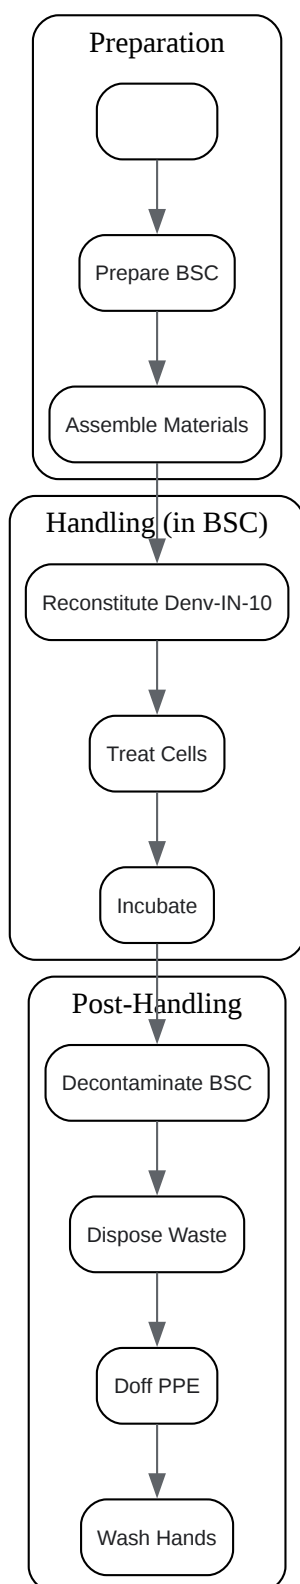 Preparation
Prepare BSC
Assemble Materials
Handling (in BSC)
Reconstitute Denv-IN-10
Treat Cells
Incubate
Post-Handling
Decontaminate BSC
Dispose Waste
Doff PPE
Wash Hands